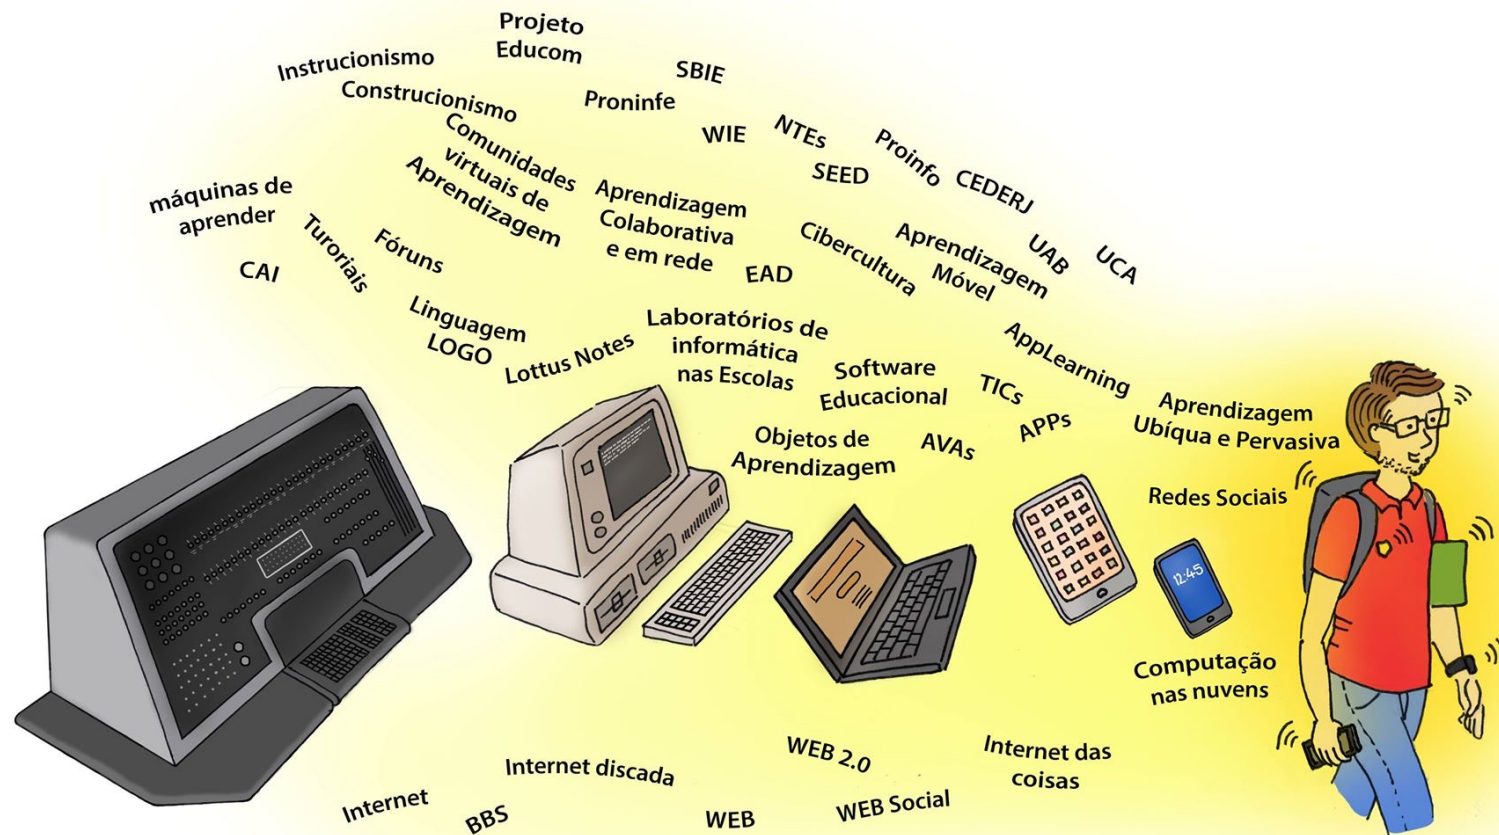 Projeto
Educom
Instrucionismo
SBIE
Construcionismo
Proninfe
WIE
NTEs
Proinfo
SEED
CEDERJ
Comunidades
virtuais de
Aprendizagem
máquinas de
aprender
Aprendizagem
Colaborativa
e em rede
Cibercultura
Aprendizagem
Móvel
UAB
UCA
Turoriais
Fóruns
CAI
EAD
Linguagem
LOGO
Lottus Notes
Laboratórios de
informática
nas Escolas
Software
Educacional
AppLearning
TICs
APPs
Aprendizagem
Ubíqua e Pervasiva
Objetos de
Aprendizagem
AVAs
Redes Sociais
12:45
Computação
nas nuvens
Internet discada
WEB 2.0
Internet das
coisas
Internet
BBS
WEB
WEB Social